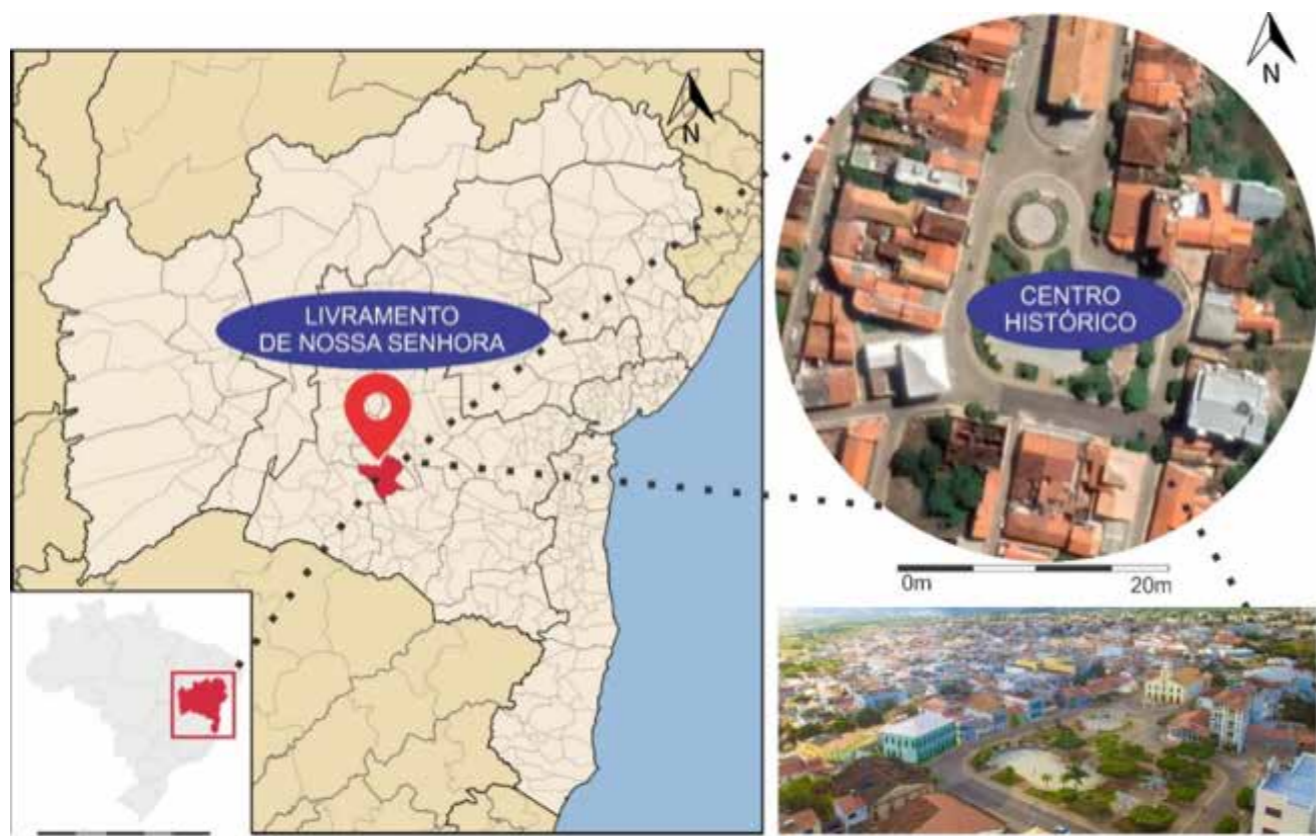 N
LIVRAMENTO
DE NOSSA SENHORA
N
CENTRO
HISTÓRICO
0m 20m